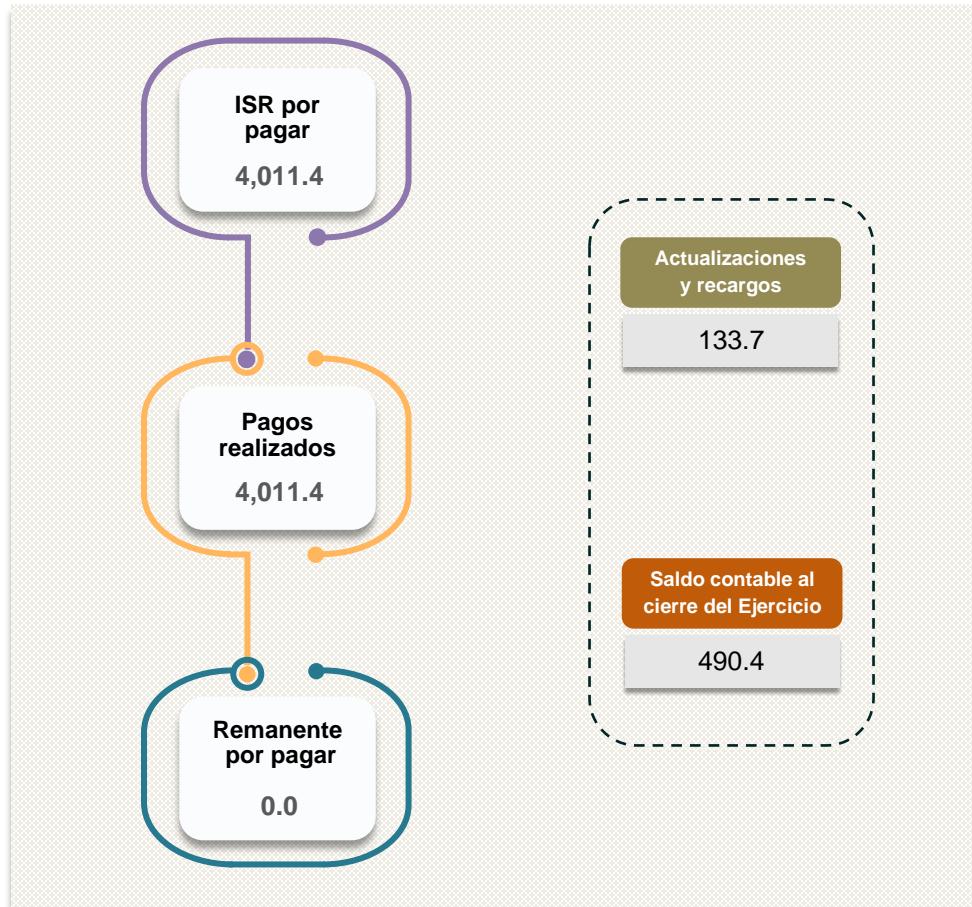 ISR por
pagar
4,011.4
Pagos
realizados
4,011.4
Remanente
por pagar
0.0
Actualizaciones
y recargos
133.7
Saldo contable al
cierre del Ejercicio
490.4